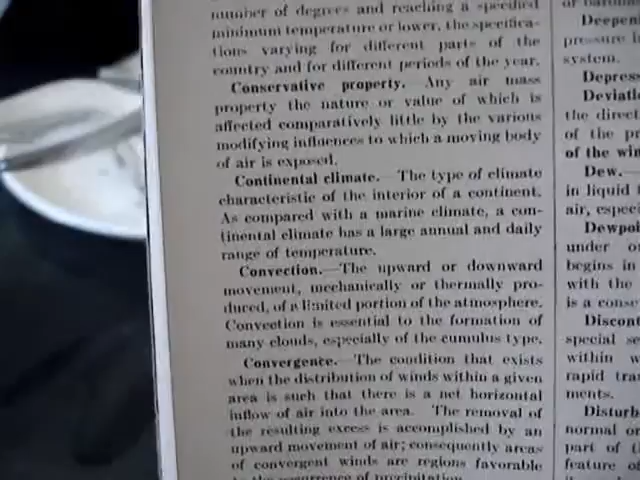 number of degrees and reaching a specified
minimum temperature or lower, the specifica-
tions varying for different parts of the
country and for different periods of the year.
Conservative property. Any air mass
property the nature or value of which is
affected comparatively little by the various
modifying influences to which a moving body
of air is exposed.
Continental climate.—The type of climate
characteristic of the interior of a continent.
As compared with a marine climate, a con-
tinental climate has a large annual and daily
range of temperature.
Convection.—The upward or downward
movement, mechanically or thermally pro-
duced, of a limited portion of the atmosphere.
Convection is essential to the formation of
many clouds, especially of the cumulus type.
Convergence.—The condition that exists
when the distribution of winds within a given
area is such that there is a net horizontal
inflow of air into the area. The removal of
the resulting excess is accomplished by an
upward movement of air; consequently areas
of convergent winds are regions favorable
to the occurrence of precipitation.
Deepen
pressure i
system.
Depress
Deviati
the direct
of the pr
of the win
Dew.—
in liquid
air, especi
Dewpoi
under o
begins in
with the
is a conse
Discont
special se
within w
rapid tra
ments.
Disturb
normal or
part of t
feature of